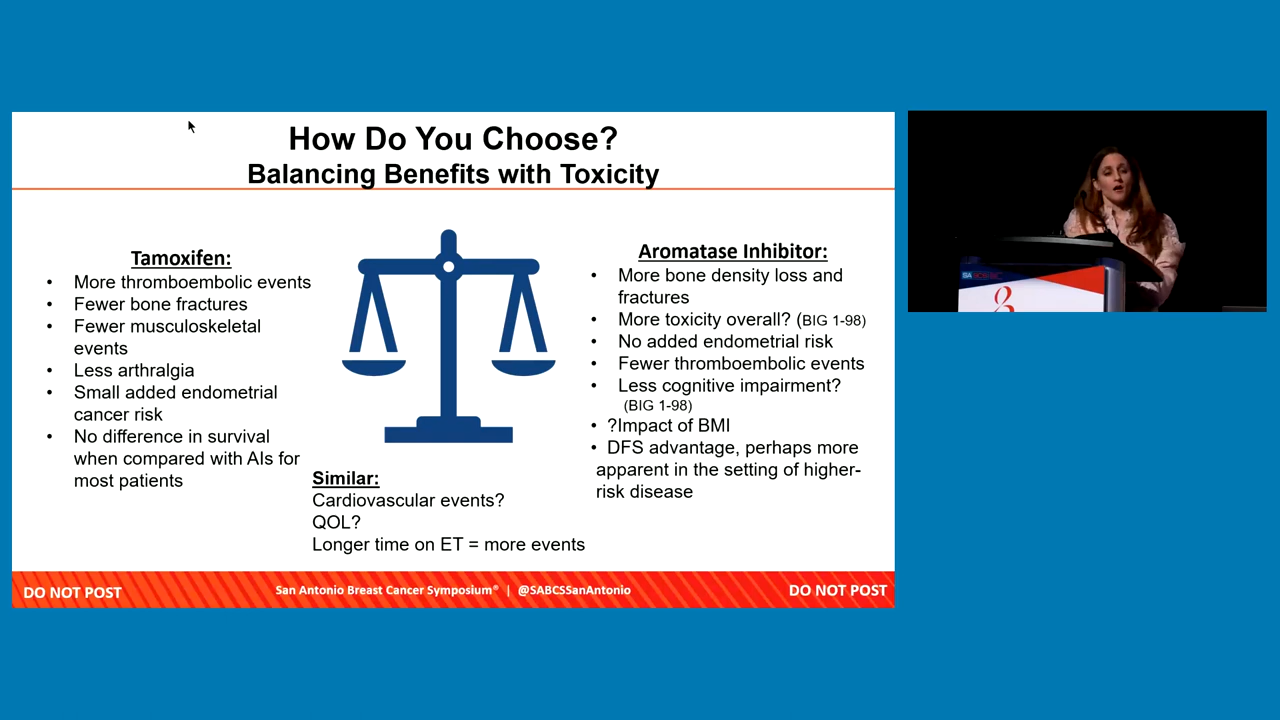 How Do You Choose?
Balancing Benefits with Toxicity
Tamoxifen:
• More thromboembolic events
• Fewer bone fractures
• Fewer musculoskeletal
events
• Less arthralgia
• Small added endometrial
cancer risk
• No difference in survival
when compared with AIs for
most patients
Similar:
Cardiovascular events?
QOL?
Longer time on ET = more events
Aromatase Inhibitor:
• More bone density loss and
fractures
• More toxicity overall? (BIG 1-98)
• No added endometrial risk
• Fewer thromboembolic events
• Less cognitive impairment?
(BIG 1-98)
• ?Impact of BMI
• DFS advantage, perhaps more
apparent in the setting of higher-
risk disease
DO NOT POST
San Antonio Breast Cancer Symposium® | @SABCSSanAntonio
DO NOT POST